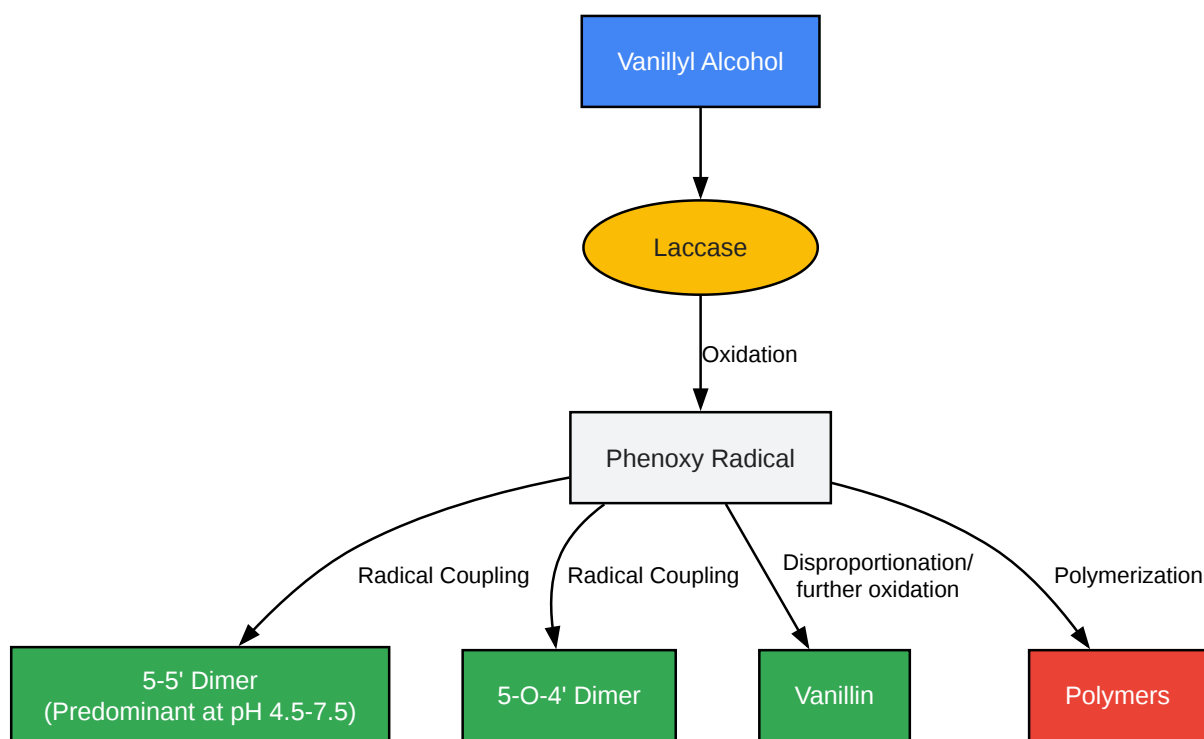 Vanillyl Alcohol
Laccase
Oxidation
Phenoxy Radical
Radical Coupling
Radical Coupling
Disproportionation/
further oxidation
Polymerization
5-5' Dimer
(Predominant at pH 4.5-7.5)
5-O-4' Dimer
Vanillin
Polymers